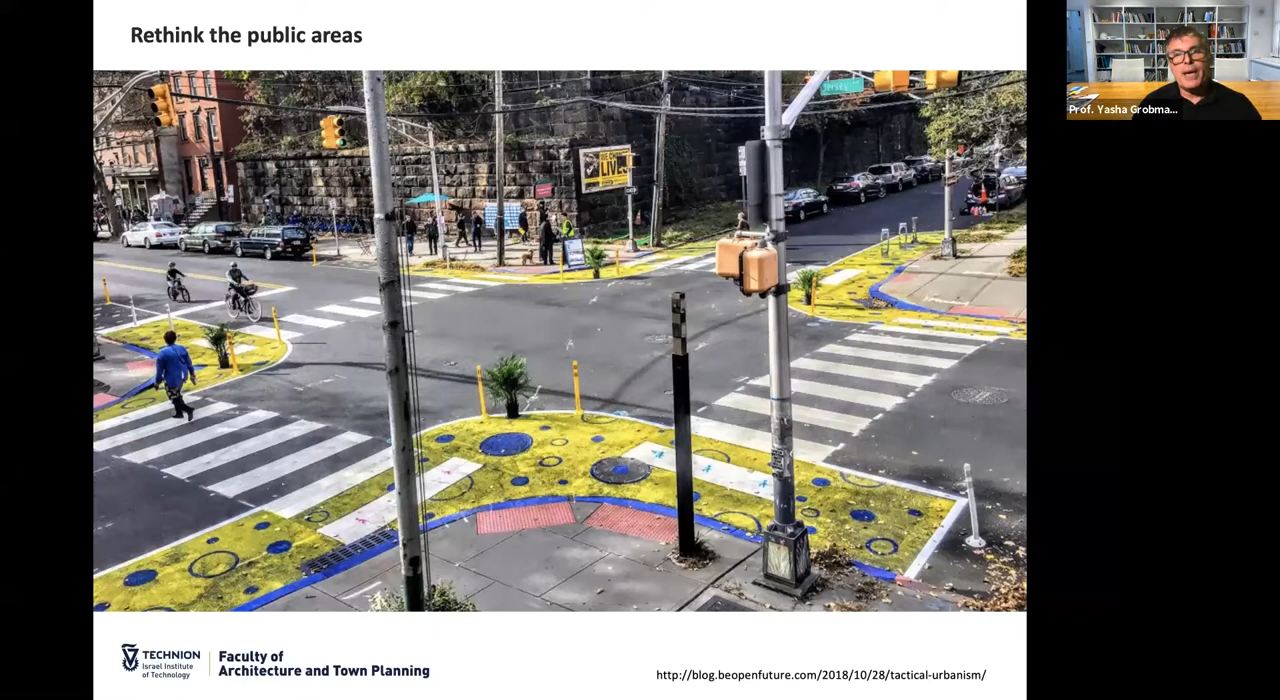 Rethink the public areas
Jersey
LIVE
Prof. Yasha Grobma...
TECHNION
Israel Institute
of Technology
Faculty of
Architecture and Town Planning
http://blog.beopenfuture.com/2018/10/28/tactical-urbanism/